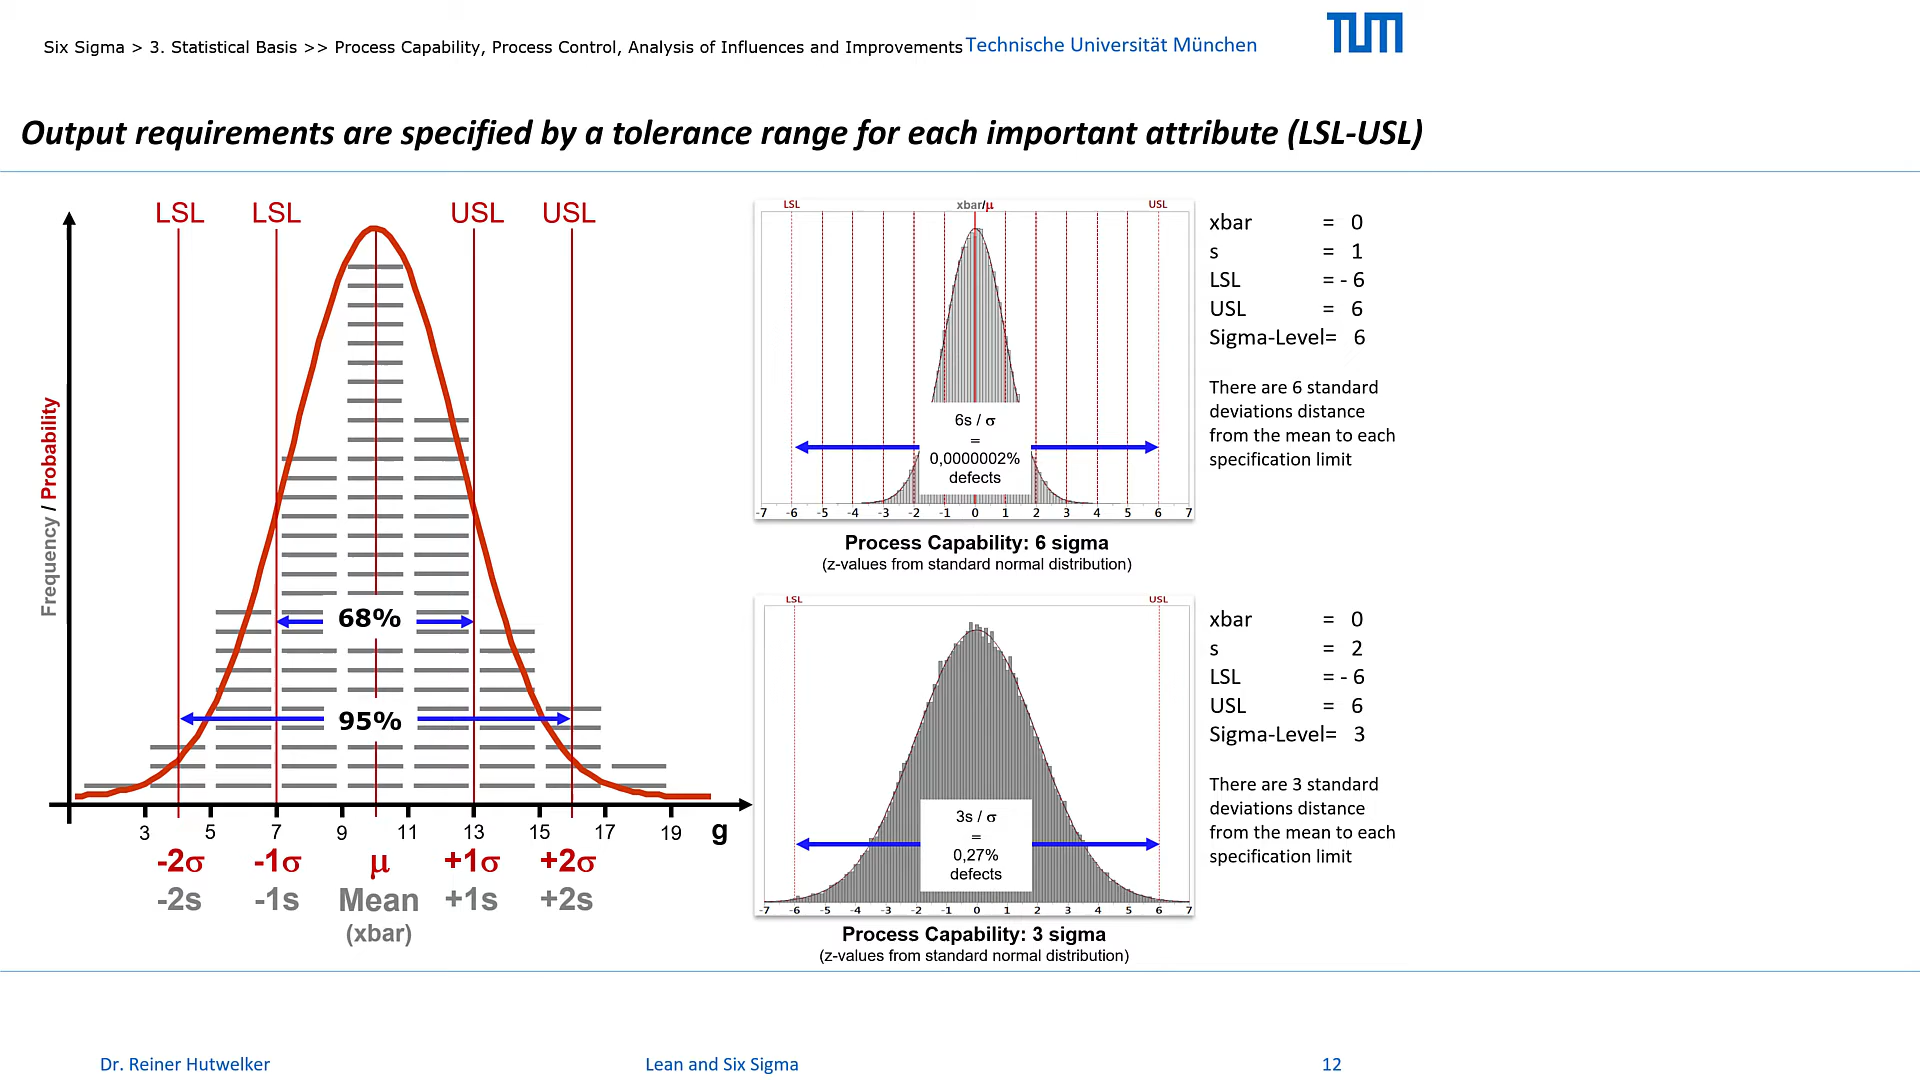 Six Sigma > 3. Statistical Basis >> Process Capability, Process Control, Analysis of Influences and Improvements
Technische Universität München
TUM
Output requirements are specified by a tolerance range for each important attribute (LSL-USL)
LSL LSL USL USL
Frequency / Probability
68%
95%
3 5 7 9 11 13 15 17 19 g
-2σ -1σ μ +1σ +2σ
-2s -1s Mean +1s +2s
(xbar)
LSL xbar/μ USL
6s / σ
=
0,0000002%
defects
-7 -6 -5 -4 -3 -2 -1 0 1 2 3 4 5 6 7
Process Capability: 6 sigma
(z-values from standard normal distribution)
xbar = 0
s = 1
LSL = - 6
USL = 6
Sigma-Level= 6
There are 6 standard
deviations distance
from the mean to each
specification limit
LSL USL
3s / σ
=
0,27%
defects
-7 -6 -5 -4 -3 -2 -1 0 1 2 3 4 5 6 7
Process Capability: 3 sigma
(z-values from standard normal distribution)
xbar = 0
s = 2
LSL = - 6
USL = 6
Sigma-Level= 3
There are 3 standard
deviations distance
from the mean to each
specification limit
Dr. Reiner Hutwelker
Lean and Six Sigma
12